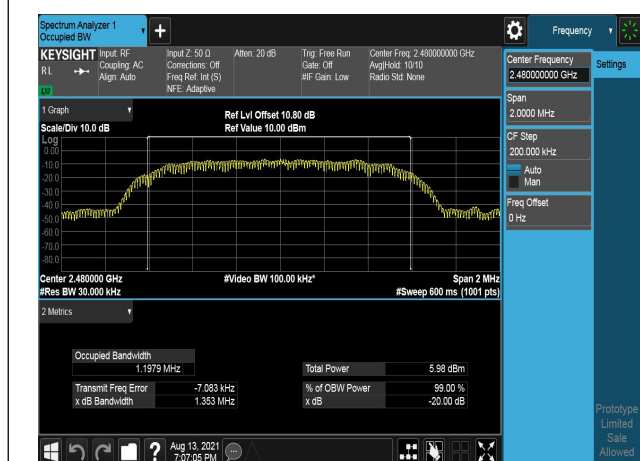 Spectrum Analyzer 1
Occupied BW
+
Frequency
KEYSIGHT
RL
Input: RF
Coupling: AC
Align: Auto
Input Z: 50 Ω
Corrections: Off
Freq Ref: Int (S)
NFE: Adaptive
Atten: 20 dB
Trig: Free Run
Gate: Off
#IF Gain: Low
Center Freq: 2.480000000 GHz
Avg|Hold: 10/10
Radio Std: None
LVI
Center Frequency
2.480000000 GHz
Settings
Span
2.0000 MHz
CF Step
200.000 kHz
Auto
Man
Freq Offset
0 Hz
1 Graph
Scale/Div 10.0 dB
Ref Lvl Offset 10.80 dB
Ref Value 10.00 dBm
Log
0.00
-10.0
-20.0
-30.0
-40.0
-50.0
-60.0
-70.0
-80.0
Center 2.480000 GHz
#Res BW 30.000 kHz
#Video BW 100.00 kHz*
Span 2 MHz
#Sweep 600 ms (1001 pts)
2 Metrics
Occupied Bandwidth
1.1979 MHz
Total Power 5.98 dBm
Transmit Freq Error -7.083 kHz
% of OBW Power 99.00 %
x dB Bandwidth 1.353 MHz
x dB -20.00 dB
Prototype
Limited
Sale
Allowed
?
Aug 13, 2021
7:07:05 PM